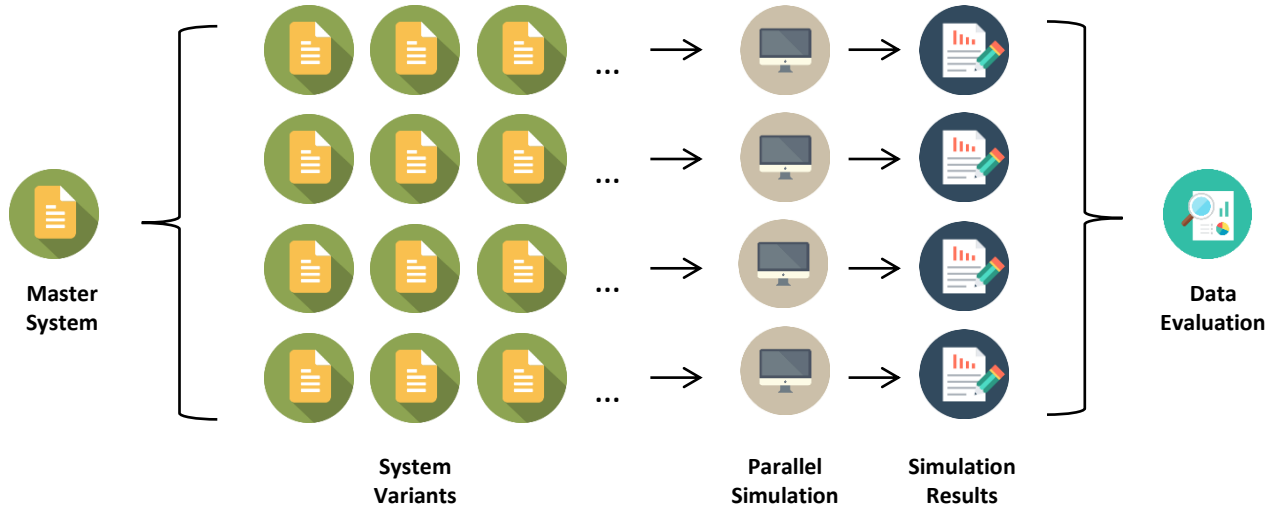 ...
...
...
...
Master
System
Data
Evaluation
System
Variants
Parallel
Simulation
Simulation
Results